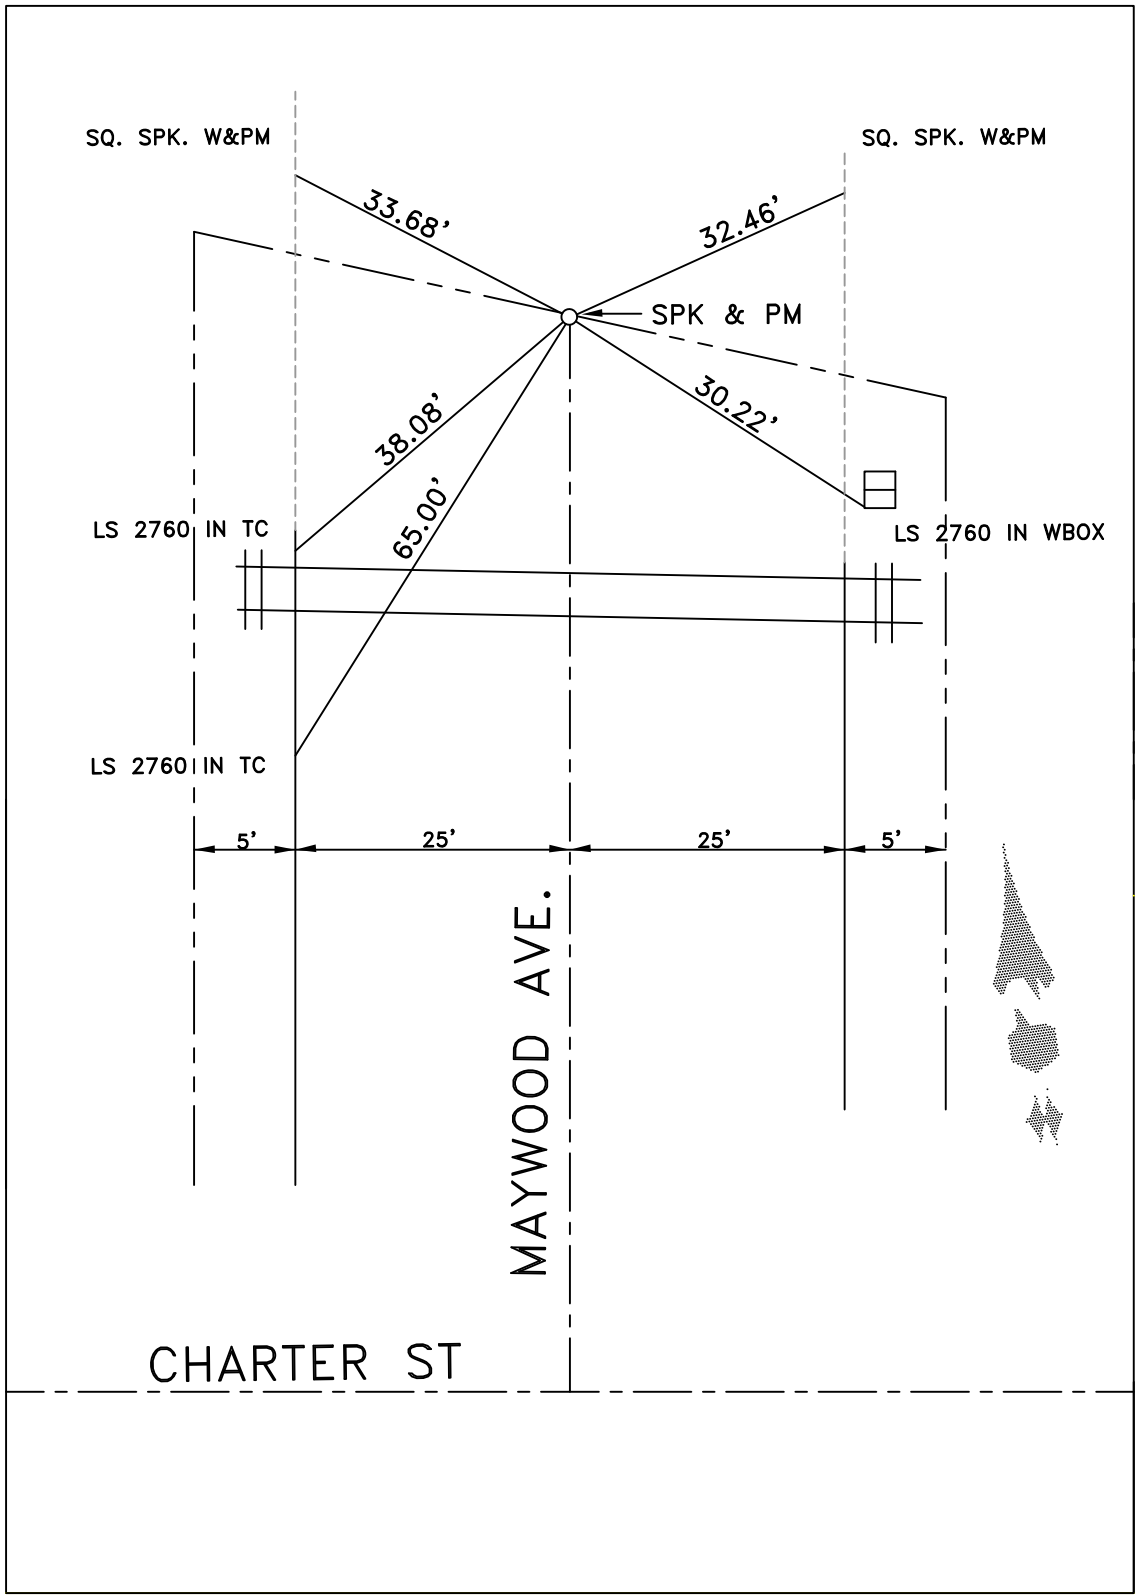 SQ. SPK. W&PM
SQ. SPK. W&PM
33.68'
32.46'
SPK & PM
38.08'
30.22'
65.00'
LS 2760 IN TC
LS 2760 IN WBOX
LS 2760 IN TC
5'
25'
25'
5'
MAYWOOD AVE.
CHARTER ST